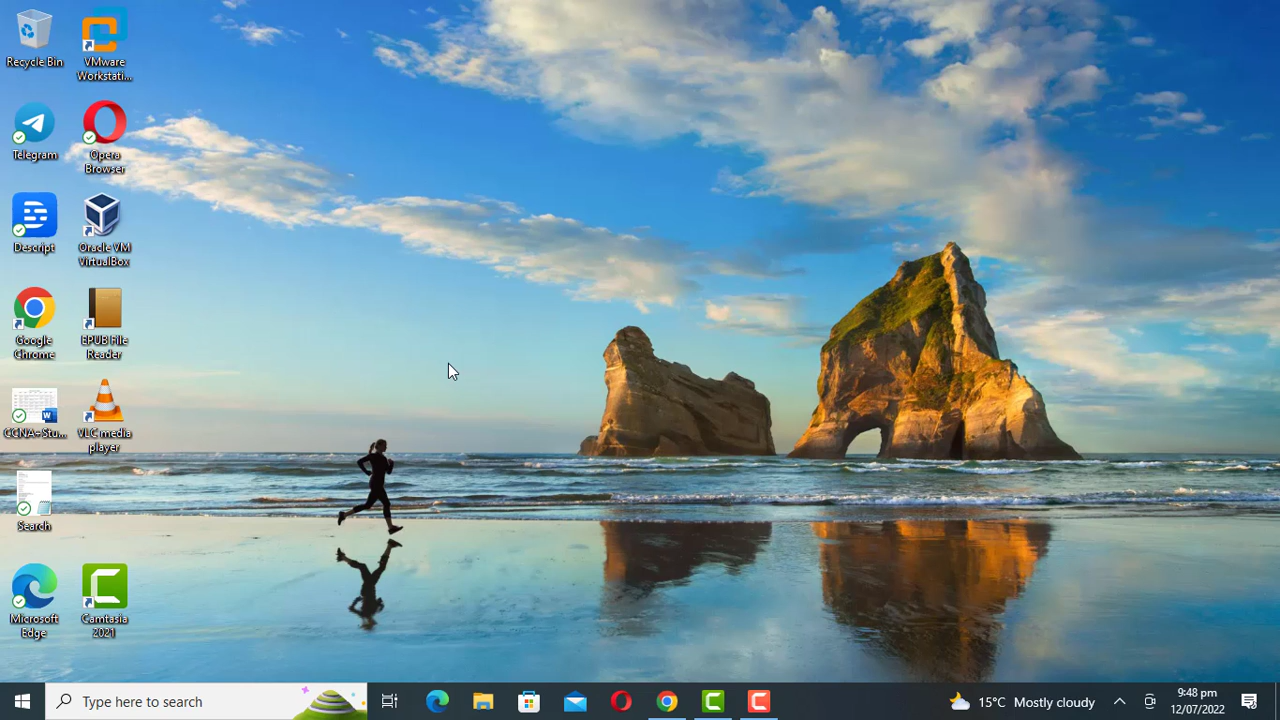 Recycle Bin
VMware
Workstati...
Telegram
Opera
Browser
Descript
Oracle VM
VirtualBox
Google
Chrome
EPUB File
Reader
CCNA-Stu...
VLC media
player
Search
Microsoft
Edge
Camtasia
2021
Type here to search
15°C Mostly cloudy
9:48 pm
12/07/2022